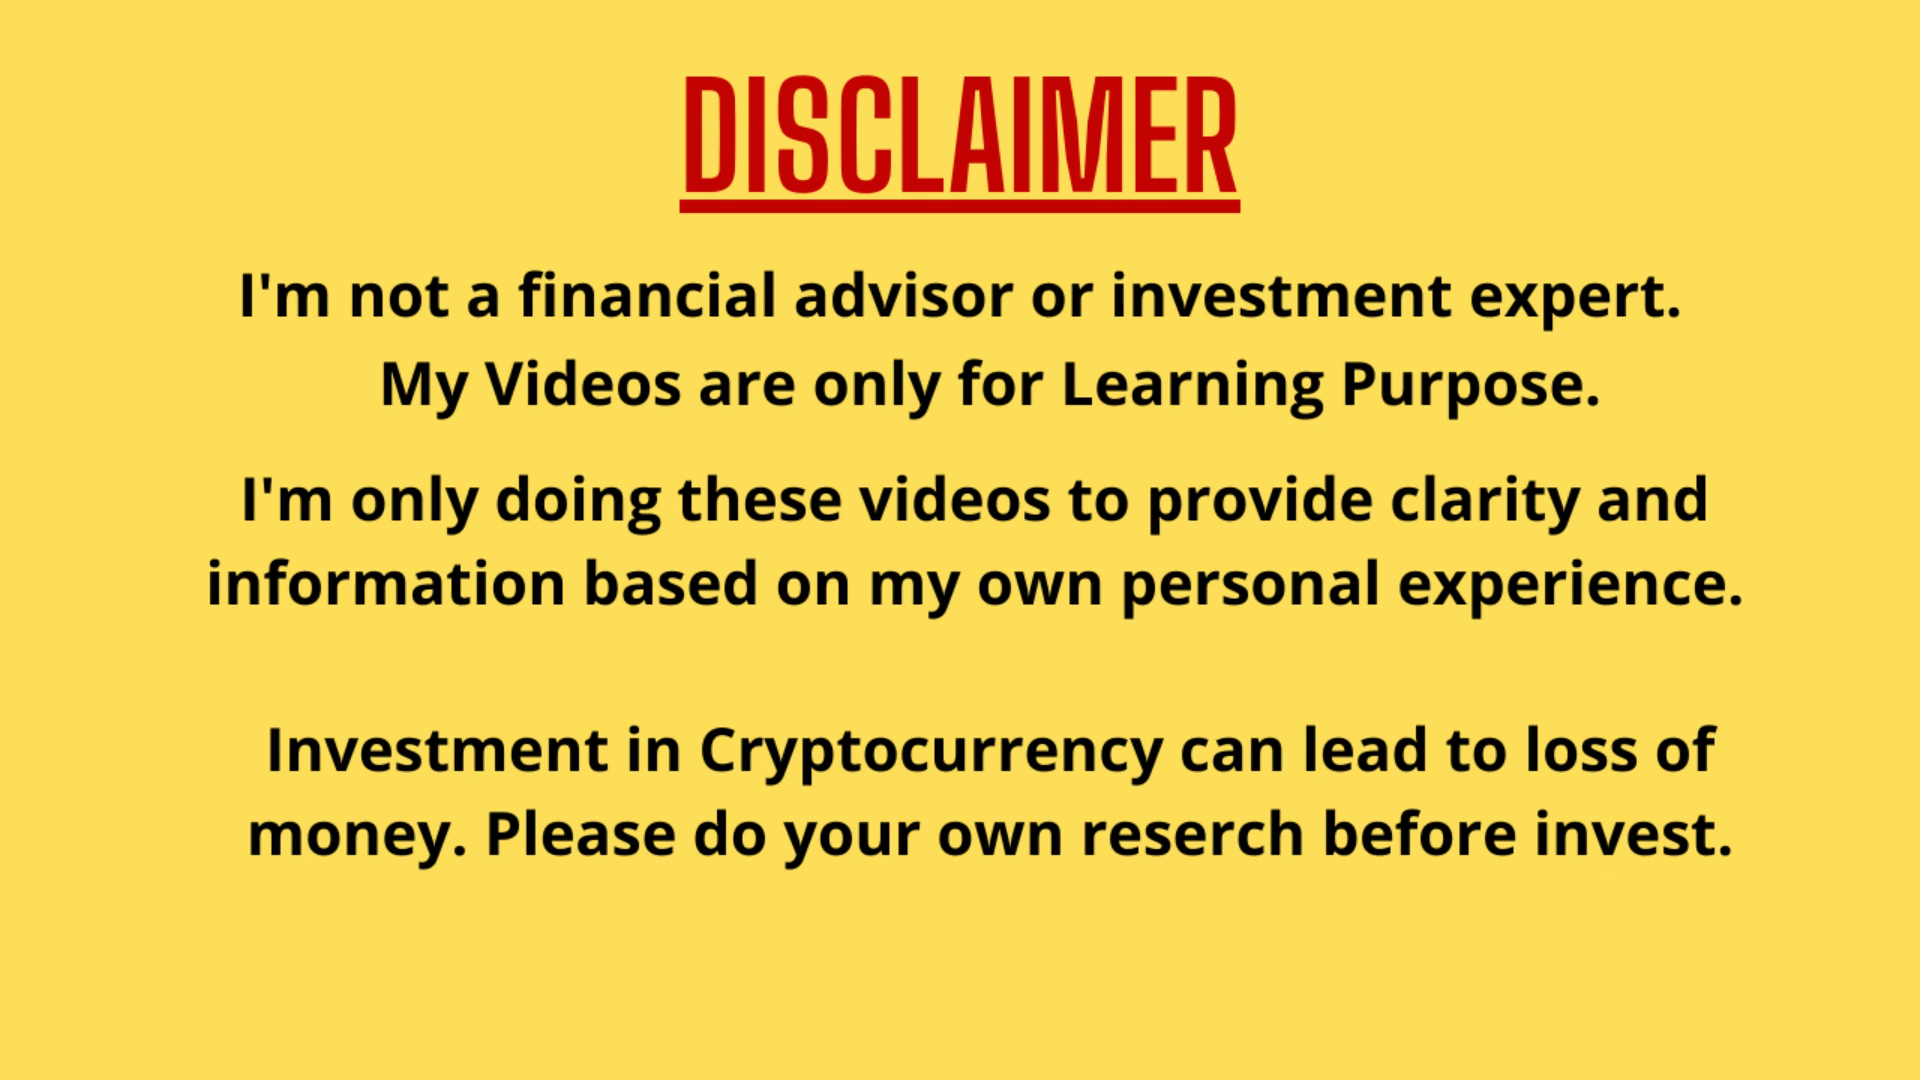 DISCLAIMER
I'm not a financial advisor or investment expert.
My Videos are only for Learning Purpose.
I'm only doing these videos to provide clarity and
information based on my own personal experience.
Investment in Cryptocurrency can lead to loss of
money. Please do your own reserch before invest.